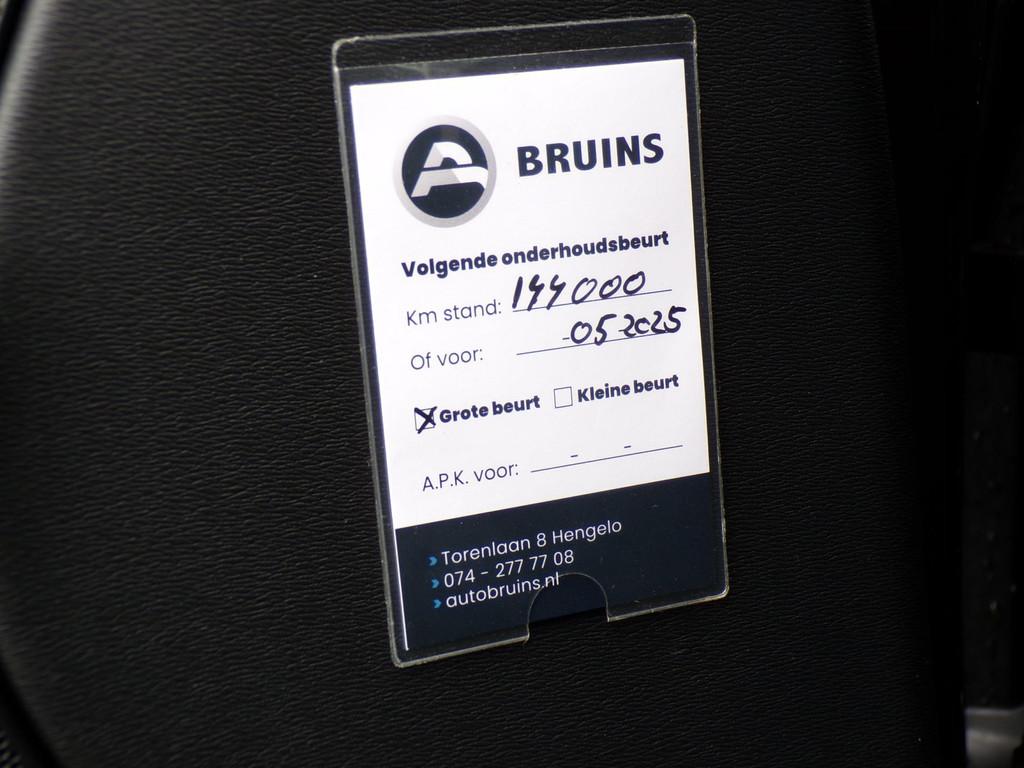 BRUINS
Volgende onderhoudsbeurt
Km stand: 144000
Of voor: -05 2025
Grote beurt Kleine beurt
A.P.K. voor: - -
Torenlaan 8 Hengelo
074 - 277 77 08
autobruins.nl